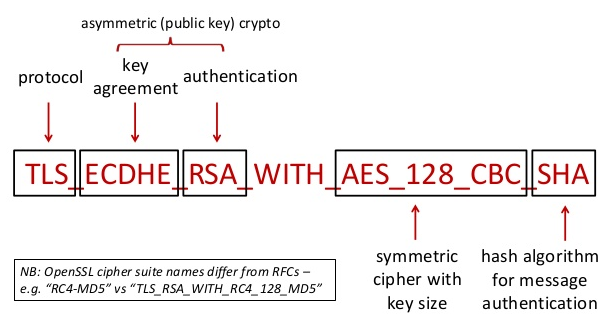 asymmetric (public key) crypto
protocol
key
agreement
authentication
TLS_ECDHE_RSA_WITH_AES_128_CBC_SHA
symmetric
cipher with
key size
hash algorithm
for message
authentication
NB: OpenSSL cipher suite names differ from RFCs –
e.g. “RC4-MD5” vs “TLS_RSA_WITH_RC4_128_MD5”